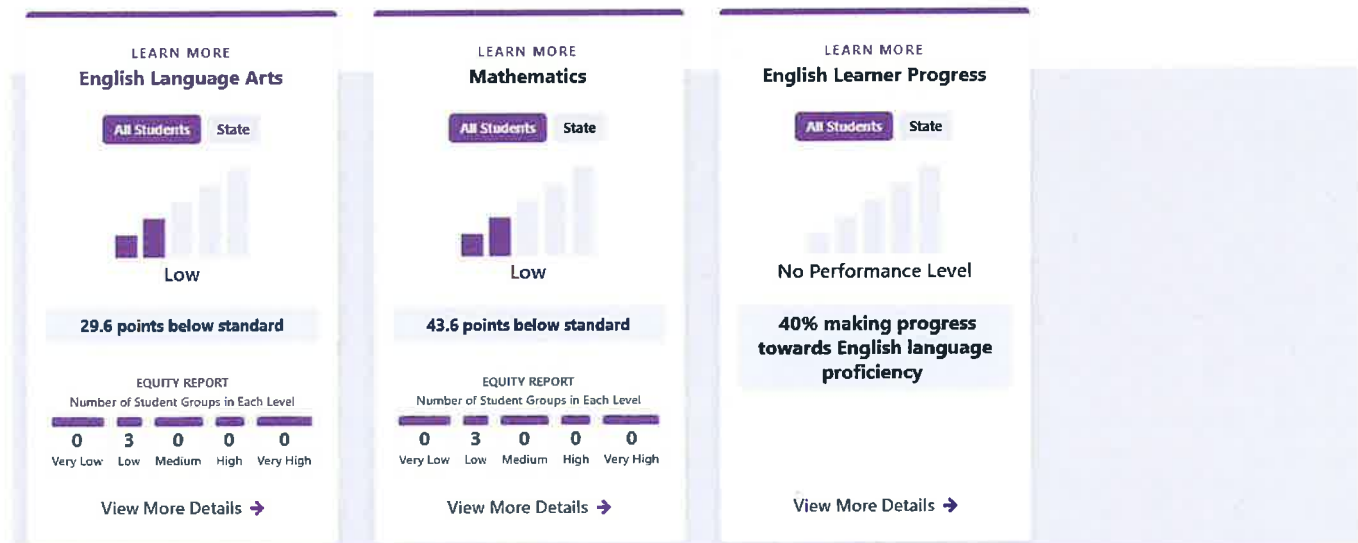 LEARN MORE
English Language Arts
All Students State
Low
29.6 points below standard
EQUITY REPORT
Number of Student Groups in Each Level
0 3 0 0 0
Very Low Low Medium High Very High
View More Details →
LEARN MORE
Mathematics
All Students State
Low
43.6 points below standard
EQUITY REPORT
Number of Student Groups in Each Level
0 3 0 0 0
Very Low Low Medium High Very High
View More Details →
LEARN MORE
English Learner Progress
All Students State
No Performance Level
40% making progress
towards English language
proficiency
View More Details →